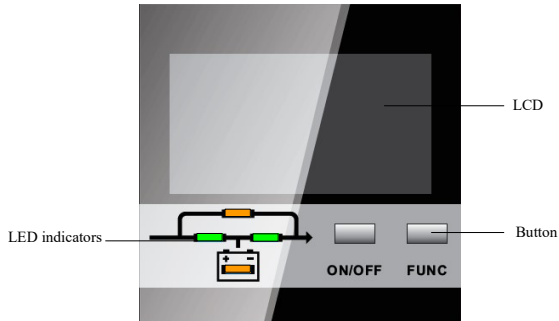 LCD
LED indicators
Button
+ −
ON/OFF FUNC